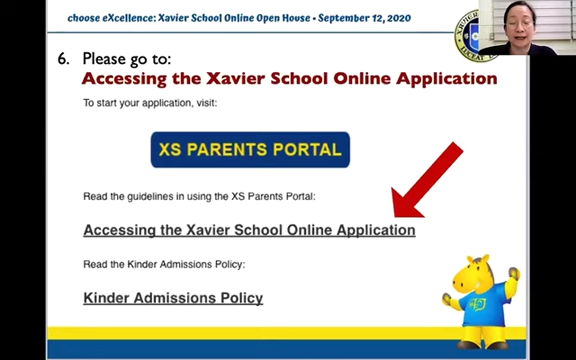 choose eXcellence: Xavier School Online Open House • September 12, 2020
6. Please go to:
Accessing the Xavier School Online Application
To start your application, visit:
XS PARENTS PORTAL
Read the guidelines in using the XS Parents Portal:
Accessing the Xavier School Online Application
Read the Kinder Admissions Policy:
Kinder Admissions Policy